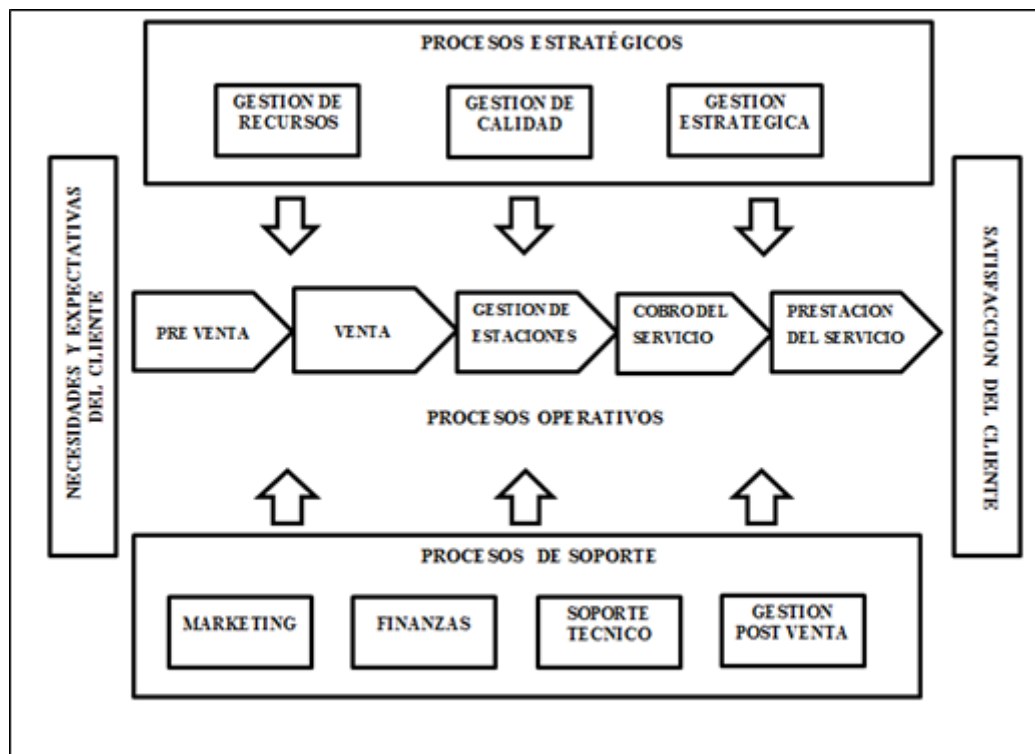 PROCESOS ESTRATÉGICOS
GESTION DE
RECURSOS
GESTION DE
CALIDAD
GESTION
ESTRATEGICA
NECESIDADES Y EXPECTATIVAS
DEL CLIENTE
PRE VENTA
VENTA
GESTION DE
ESTACIONES
COBRO DEL
SERVICIO
PRESTACION
DEL SERVICIO
SATISFACCION DEL CLIENTE
PROCESOS OPERATIVOS
PROCESOS DE SOPORTE
MARKETING
FINANZAS
SOPORTE
TECNICO
GESTION
POST VENTA